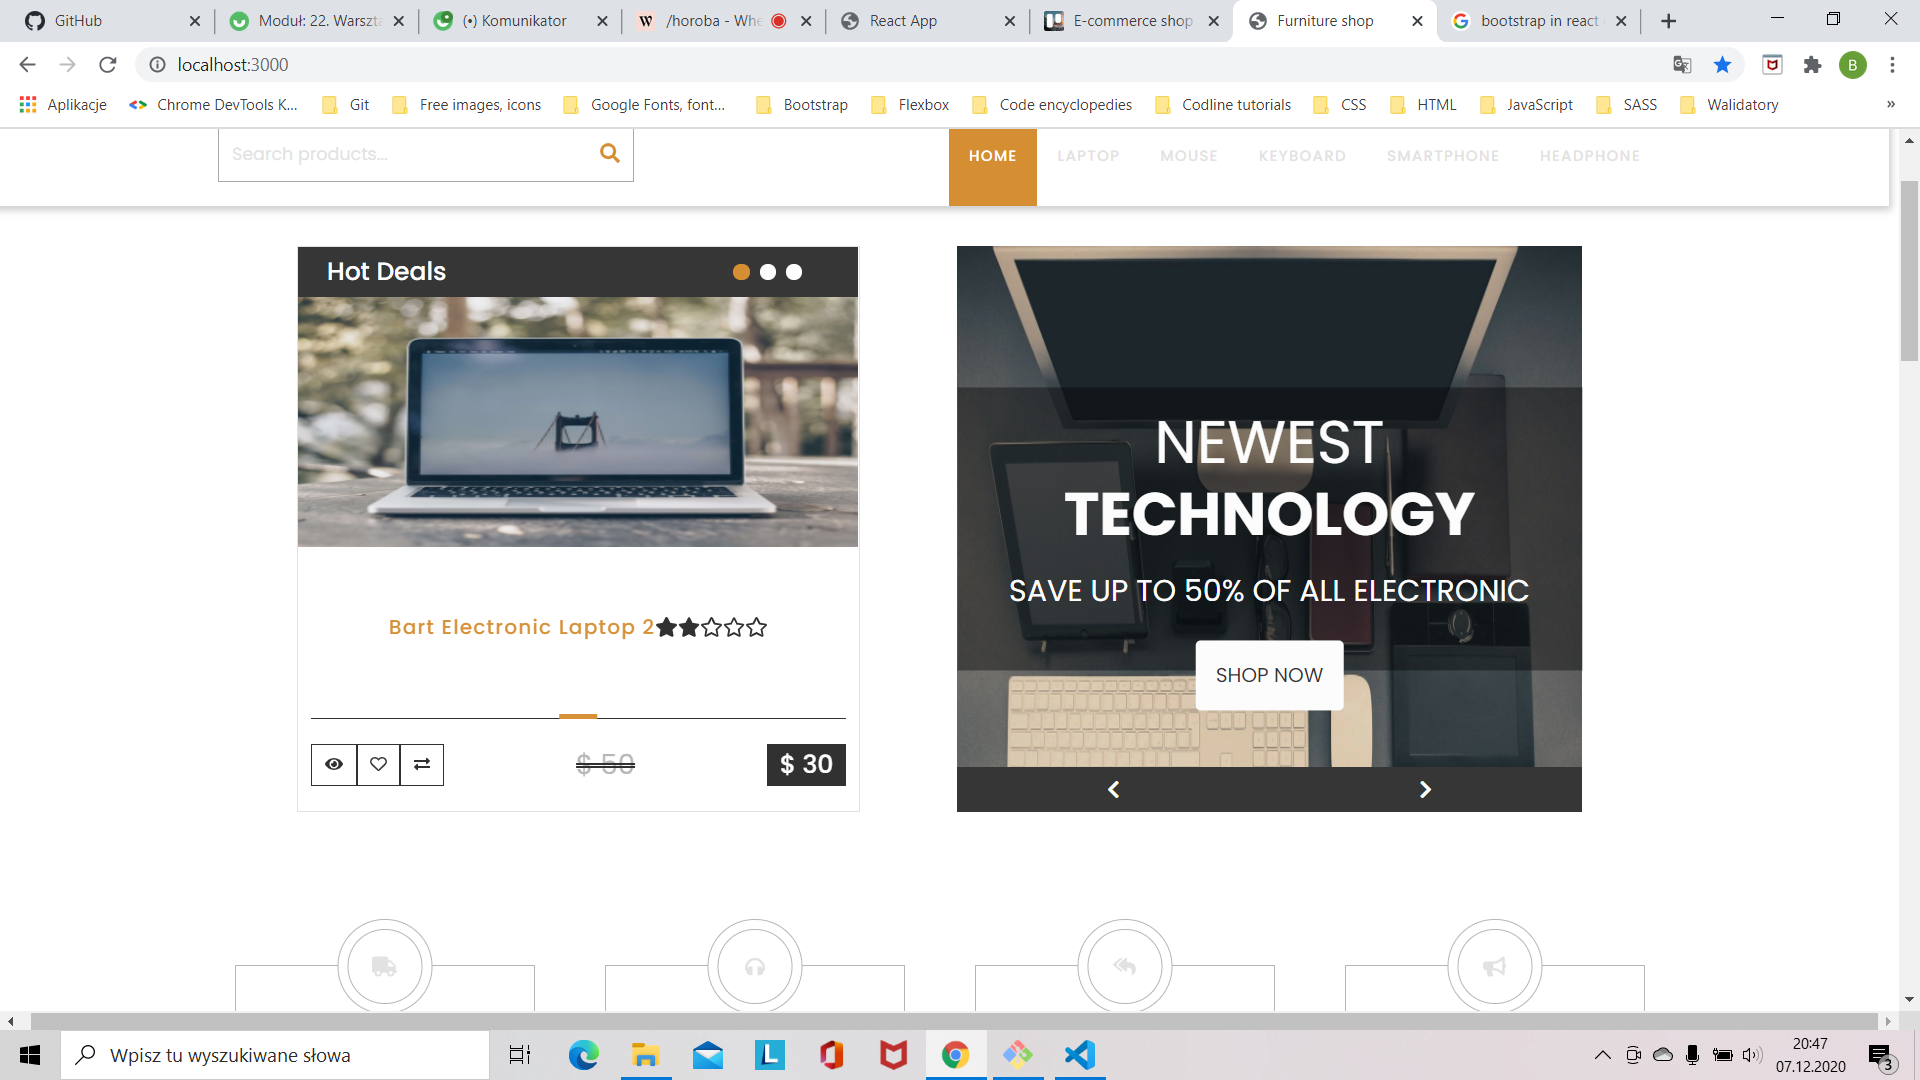 GitHub
Moduł: 22. Warszta
(•) Komunikator
/horoba - Whe
React App
E-commerce shop
Furniture shop
bootstrap in react
localhost:3000
B
Aplikacje
Chrome DevTools K...
Git
Free images, icons
Google Fonts, font...
Bootstrap
Flexbox
Code encyclopedies
Codline tutorials
CSS
HTML
JavaScript
SASS
Walidatory
»
Search products...
HOME
LAPTOP
MOUSE
KEYBOARD
SMARTPHONE
HEADPHONE
Hot Deals
Bart Electronic Laptop 2
$ 50
$ 30
NEWEST
TECHNOLOGY
SAVE UP TO 50% OF ALL ELECTRONIC
SHOP NOW
Wpisz tu wyszukiwane słowa
20:47
07.12.2020
3